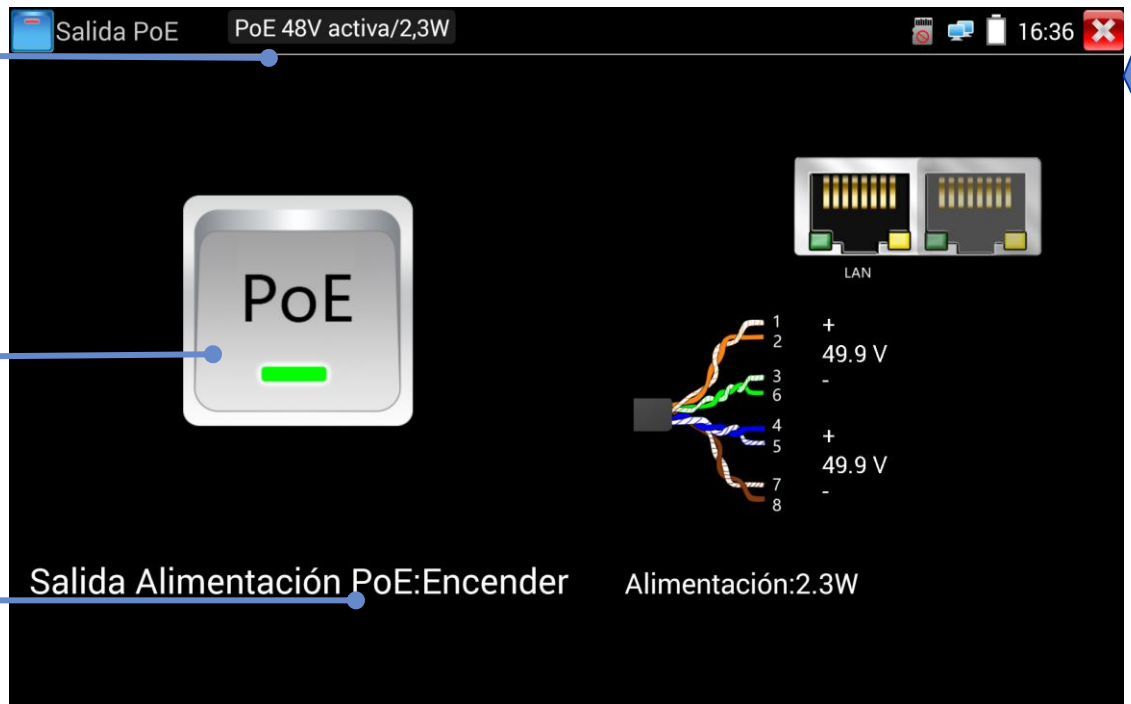 Salida PoE
PoE 48V activa/2,3W
16:36
PoE
LAN
1
2
+
49.9 V
3
-
6
4
+
5
49.9 V
7
-
8
Salida Alimentación PoE:Encender
Alimentación:2.3W